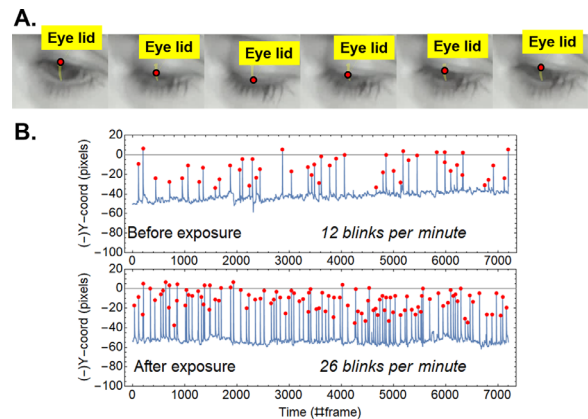 A.
Eye lid Eye lid Eye lid Eye lid Eye lid Eye lid
B.
(-)Y-coord (pixels)
20
0
-20
-40
-60
-80
-100
Before exposure 12 blinks per minute
0 1000 2000 3000 4000 5000 6000 7000
(-)Y-coord (pixels)
20
0
-20
-40
-60
-80
-100
After exposure 26 blinks per minute
0 1000 2000 3000 4000 5000 6000 7000
Time (#frame)